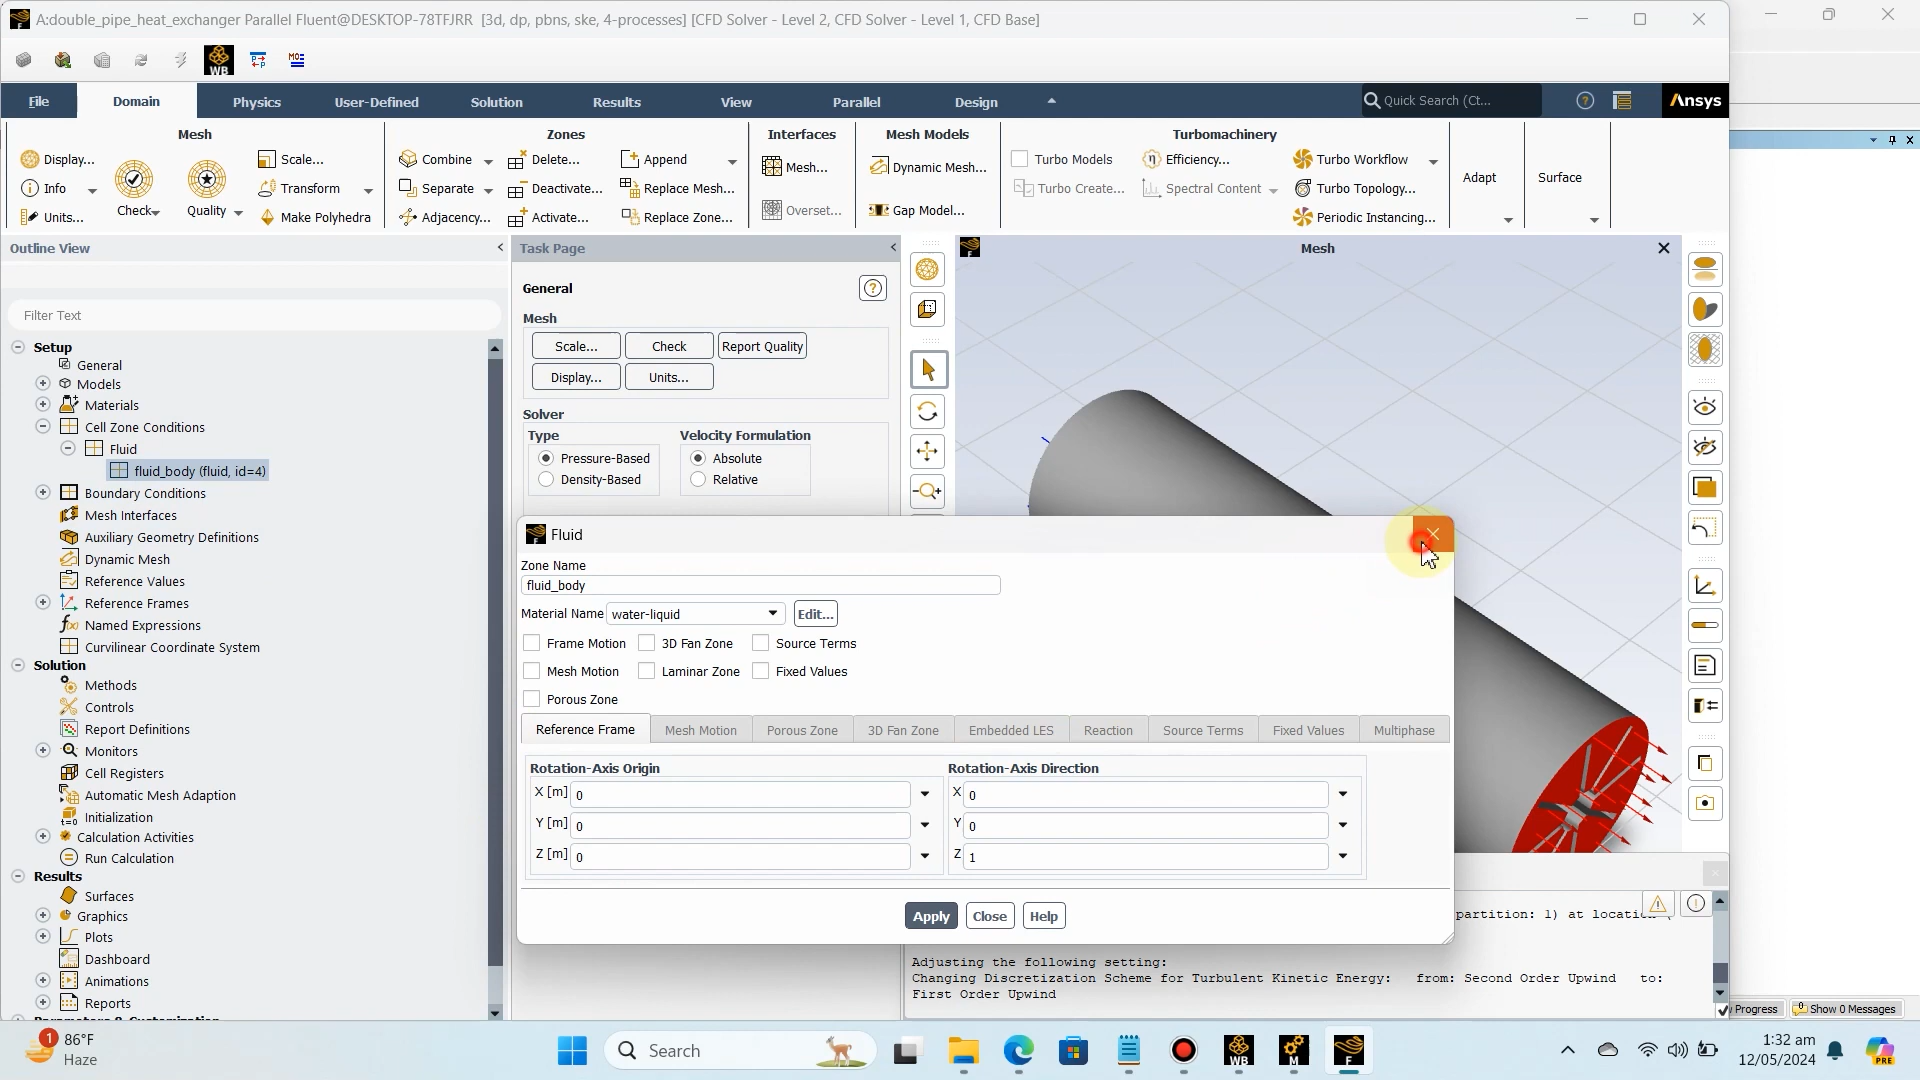 A:double_pipe_heat_exchanger Parallel Fluent@DESKTOP-78TFJRR [3d, dp, pbns, ske, 4-processes] [CFD Solver - Level 2, CFD Solver - Level 1, CFD Base]
WB
File Domain Physics User-Defined Solution Results View Parallel Design Quick Search (Ct... Ansys
Mesh Zones Interfaces Mesh Models Turbomachinery
Display... Scale... Combine Delete... Append Mesh... Dynamic Mesh... Turbo Models Efficiency... Turbo Workflow Adapt Surface
Info Check Quality Transform Separate Deactivate... Replace Mesh... Turbo Create... Spectral Content Turbo Topology...
Units... Make Polyhedra Adjacency... Activate... Replace Zone... Overset... Gap Model... Periodic Instancing...
Outline View Task Page Mesh
Filter Text
Setup
General
Models
Materials
Cell Zone Conditions
Fluid
fluid_body (fluid, id=4)
Boundary Conditions
Mesh Interfaces
Auxiliary Geometry Definitions
Dynamic Mesh
Reference Values
Reference Frames
Named Expressions
Curvilinear Coordinate System
Solution
Methods
Controls
Report Definitions
Monitors
Cell Registers
Automatic Mesh Adaption
Initialization
Calculation Activities
Run Calculation
Results
Surfaces
Graphics
Plots
Dashboard
Animations
Reports
General
Mesh
Scale... Check Report Quality
Display... Units...
Solver
Type Velocity Formulation
Pressure-Based Absolute
Density-Based Relative
Fluid
Zone Name
fluid_body
Material Name water-liquid Edit...
Frame Motion 3D Fan Zone Source Terms
Mesh Motion Laminar Zone Fixed Values
Porous Zone
Reference Frame Mesh Motion Porous Zone 3D Fan Zone Embedded LES Reaction Source Terms Fixed Values Multiphase
Rotation-Axis Origin Rotation-Axis Direction
X [m] 0 X 0
Y [m] 0 Y 0
Z [m] 0 Z 1
Apply Close Help
partition: 1) at location (
Adjusting the following setting:
Changing Discretization Scheme for Turbulent Kinetic Energy: from: Second Order Upwind to:
First Order Upwind
Progress Show 0 Messages
1 86°F
Haze
Search
WB M F
1:32 am
12/05/2024
PRE